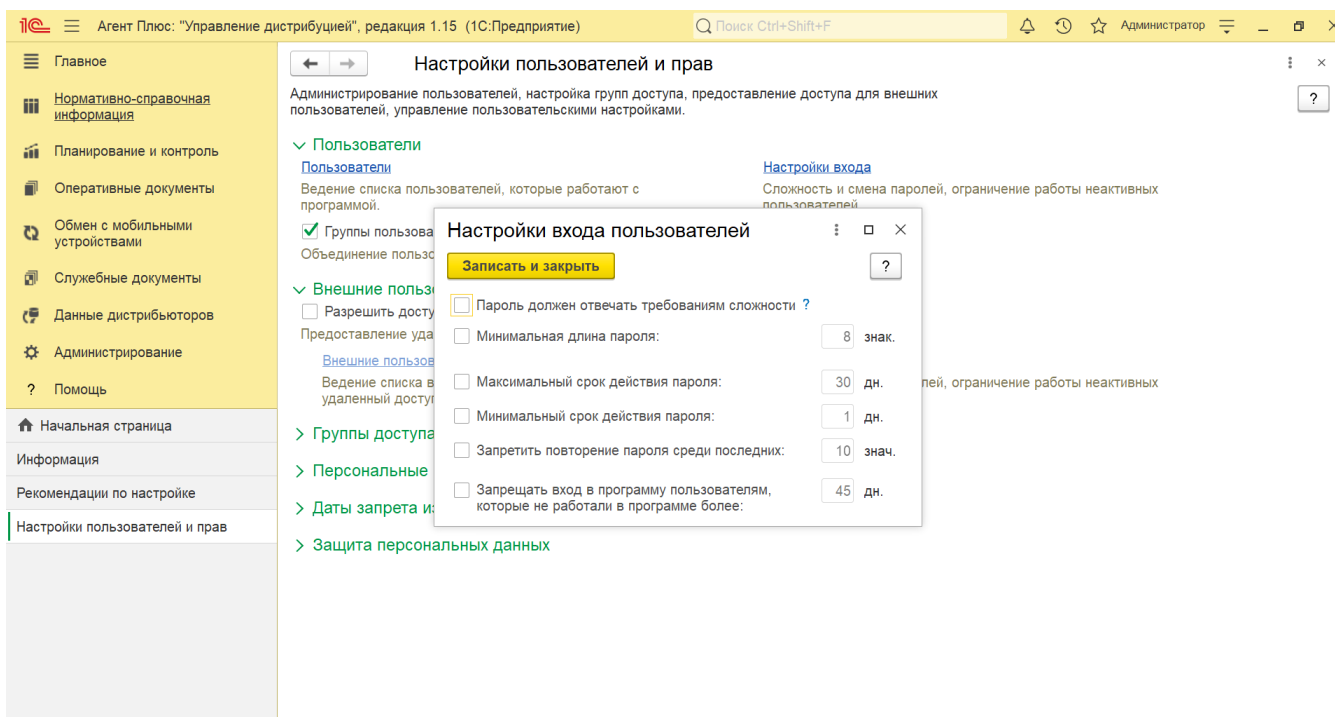 1С Агент Плюс: "Управление дистрибуцией", редакция 1.15 (1С:Предприятие) Поиск Ctrl+Shift+F Администратор
Главное
Нормативно-справочная
информация
Планирование и контроль
Оперативные документы
Обмен с мобильными
устройствами
Служебные документы
Данные дистрибьюторов
Администрирование
? Помощь
Начальная страница
Информация
Рекомендации по настройке
Настройки пользователей и прав
Настройки пользователей и прав
Администрирование пользователей, настройка групп доступа, предоставление доступа для внешних
пользователей, управление пользовательскими настройками.
?
Пользователи
Пользователи
Ведение списка пользователей, которые работают с
программой.
Настройки входа
Сложность и смена паролей, ограничение работы неактивных
пользователей
Группы пользова
Объединение пользо
Внешние пользо
Разрешить досту
Предоставление уда
Внешние пользов
Ведение списка в
удаленный доступ
лей, ограничение работы неактивных
Группы доступа
Персональные
Даты запрета из
Защита персональных данных
Настройки входа пользователей
Записать и закрыть ?
Пароль должен отвечать требованиям сложности ?
Минимальная длина пароля: 8 знак.
Максимальный срок действия пароля: 30 дн.
Минимальный срок действия пароля: 1 дн.
Запретить повторение пароля среди последних: 10 знач.
Запрещать вход в программу пользователям, 45 дн.
которые не работали в программе более: